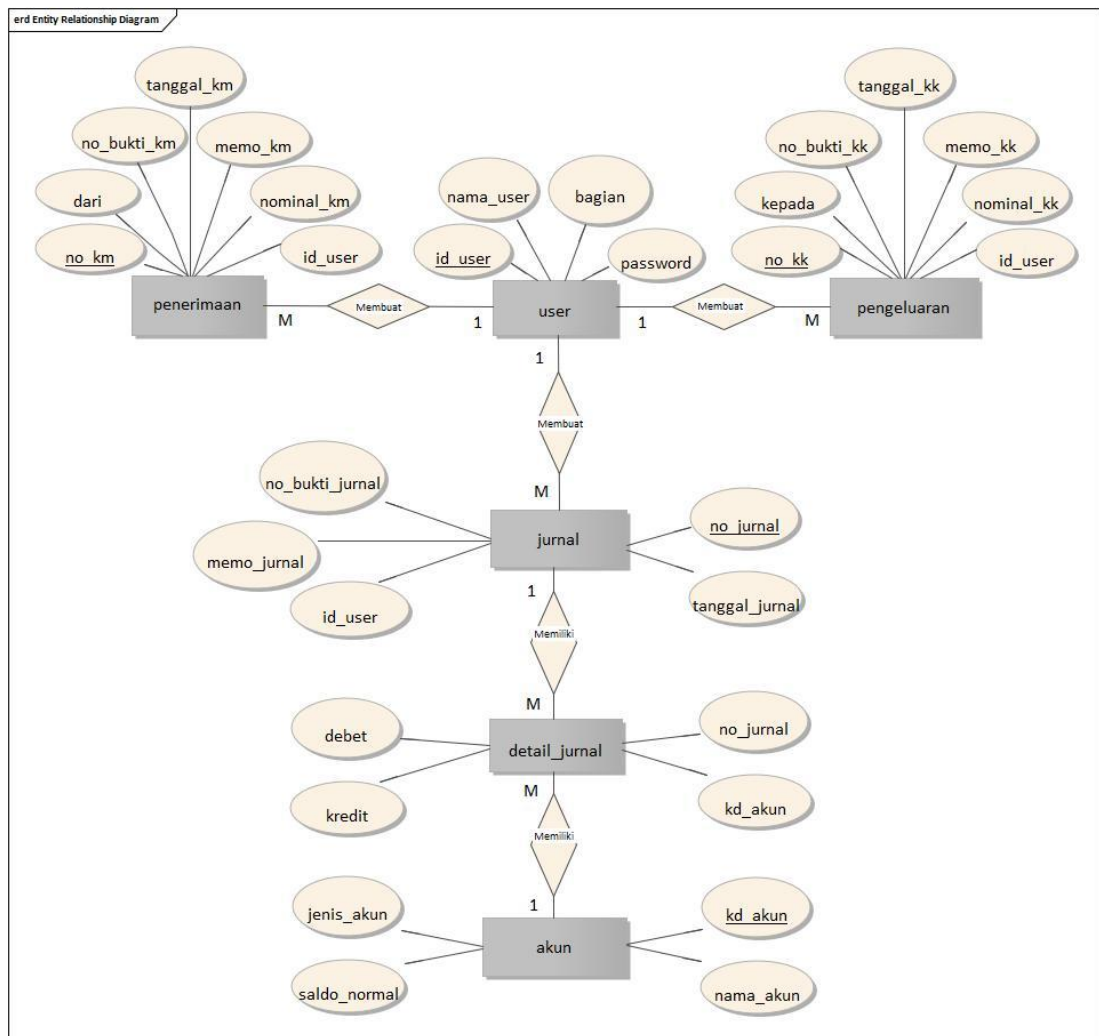 erd Entity Relationship Diagram
tanggal_km
no_bukti_km
memo_km
dari
nominal_km
no_km
id_user
penerimaan
M
Membuat
1
nama_user
bagian
id_user
password
user
1
Membuat
M
tanggal_kk
no_bukti_kk
memo_kk
kepada
nominal_kk
no_kk
id_user
pengeluaran
1
Membuat
M
no_bukti_jurnal
memo_jurnal
id_user
jurnal
no_jurnal
tanggal_jurnal
1
Memiliki
M
debet
kredit
detail_jurnal
no_jurnal
kd_akun
M
Memiliki
1
jenis_akun
saldo_normal
akun
kd_akun
nama_akun